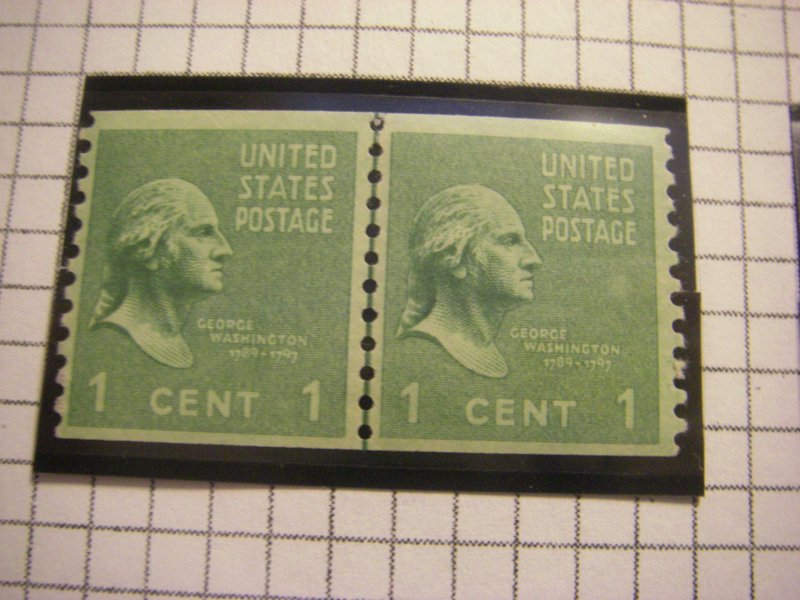 UNITED
STATES
POSTAGE
GEORGE
WASHINGTON
1789-1797
1 CENT 1
UNITED
STATES
POSTAGE
GEORGE
WASHINGTON
1789-1797
1 CENT 1